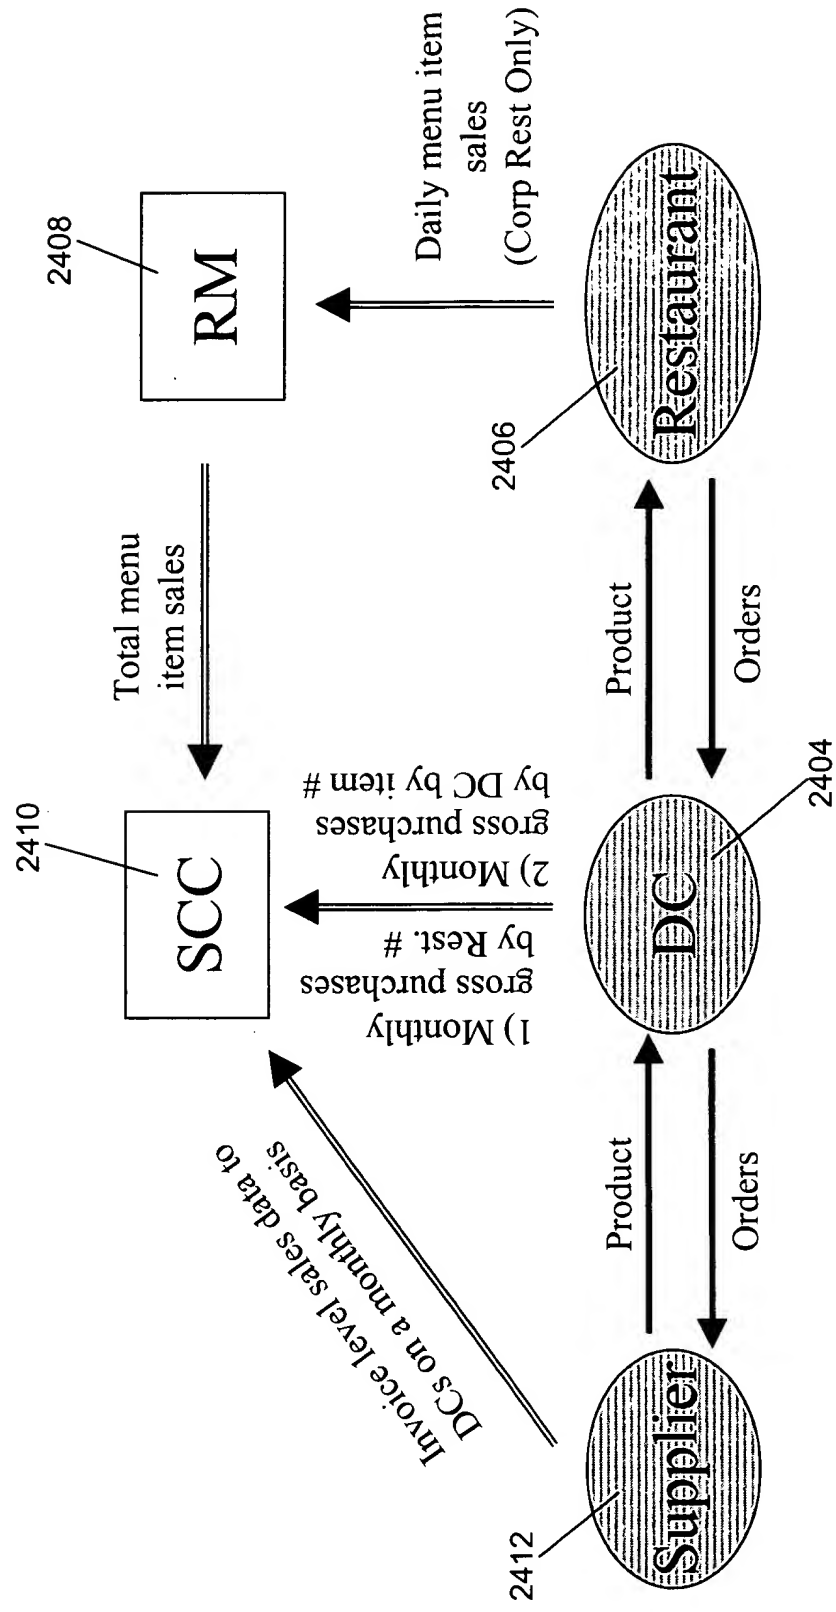 2410
SCC
Total menu
item sales
2408
RM
Invoice level sales data to
DCs on a monthly basis
1) Monthly
gross purchases
by Rest. #
2) Monthly
gross purchases
by DC by item #
Daily menu item
sales
(Corp Rest Only)
2412
Supplier
Product
Orders
DC
2404
Product
Orders
2406
Restaurant